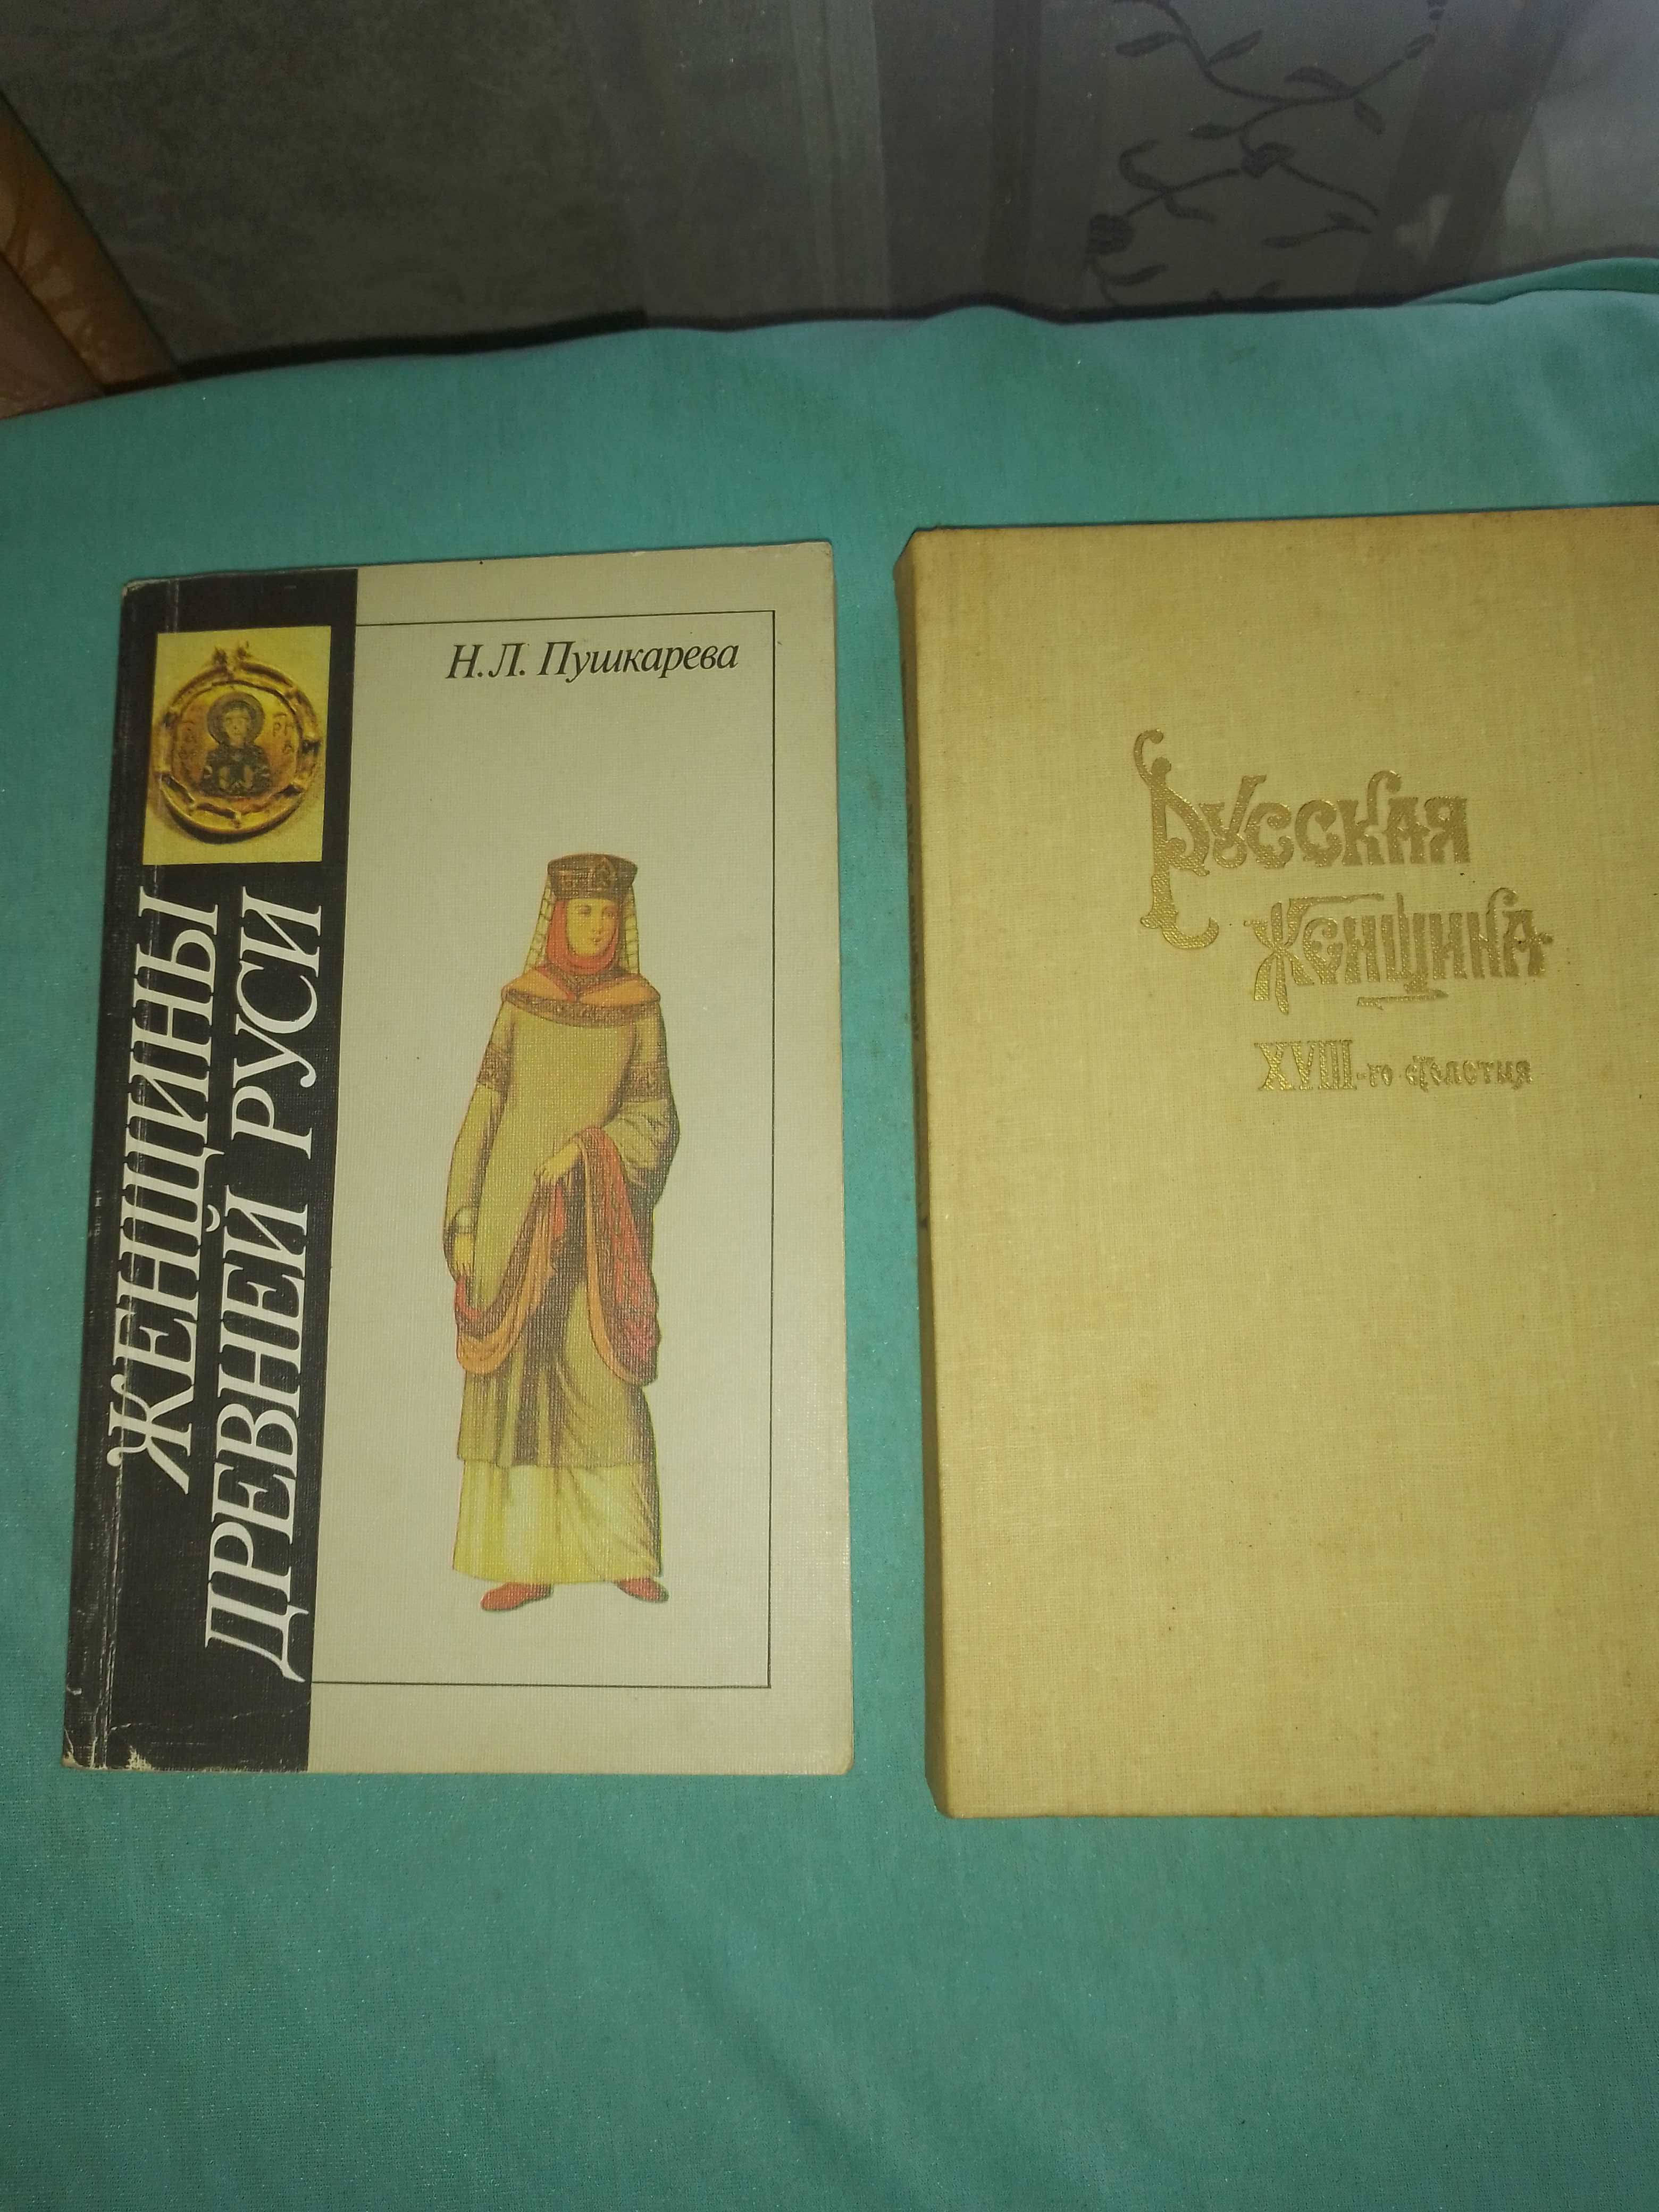 Н.Л. Пушкарева
ЖЕНЩИНЫ
ДРЕВНЕЙ РУСИ
Русская
женщина
XVIII-го столетия